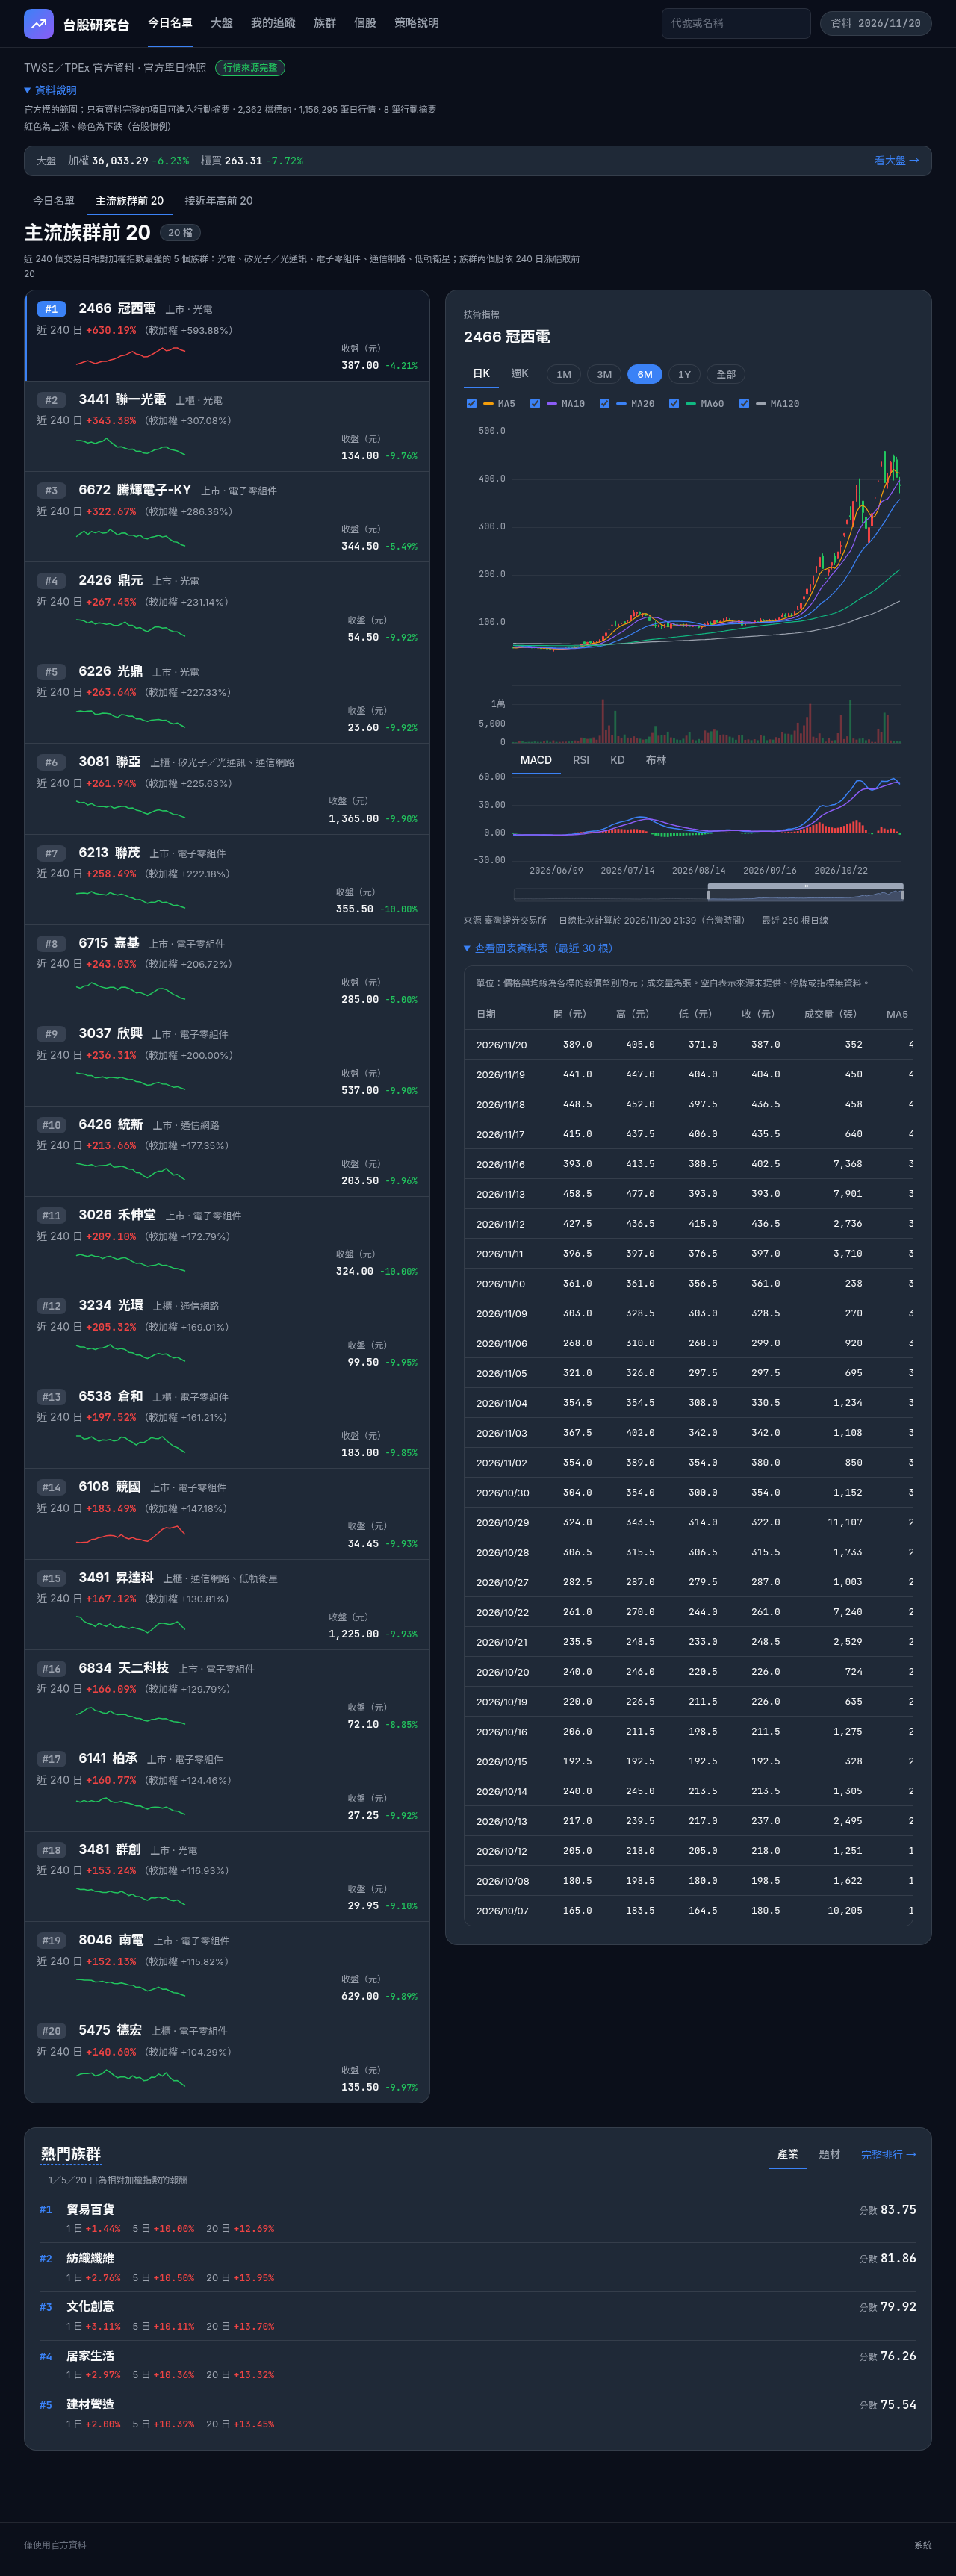 台股研究台 今日名單 大盤 我的追蹤 族群 個股 策略說明 代號或名稱 資料 2026/11/20
TWSE／TPEx 官方資料 · 官方單日快照 行情來源完整
▼ 資料說明
官方標的範圍；只有資料完整的項目可進入行動摘要 · 2,362 檔標的 · 1,156,295 筆日行情 · 8 筆行動摘要
紅色為上漲、綠色為下跌（台股慣例）
大盤 加權 36,033.29 -6.23% 櫃買 263.31 -7.72% 看大盤 →
今日名單 主流族群前 20 接近年高前 20
主流族群前 20 20 檔
近 240 個交易日相對加權指數最強的 5 個族群：光電、矽光子／光通訊、電子零組件、通信網路、低軌衛星；族群內個股依 240 日漲幅取前
20
#1 2466 冠西電 上市 · 光電
近 240 日 +630.19% （較加權 +593.88%）
收盤（元）
387.00 -4.21%
#2 3441 聯一光電 上櫃 · 光電
近 240 日 +343.38% （較加權 +307.08%）
收盤（元）
134.00 -9.76%
#3 6672 騰輝電子-KY 上市 · 電子零組件
近 240 日 +322.67% （較加權 +286.36%）
收盤（元）
344.50 -5.49%
#4 2426 鼎元 上市 · 光電
近 240 日 +267.45% （較加權 +231.14%）
收盤（元）
54.50 -9.92%
#5 6226 光鼎 上市 · 光電
近 240 日 +263.64% （較加權 +227.33%）
收盤（元）
23.60 -9.92%
#6 3081 聯亞 上櫃 · 矽光子／光通訊、通信網路
近 240 日 +261.94% （較加權 +225.63%）
收盤（元）
1,365.00 -9.90%
#7 6213 聯茂 上市 · 電子零組件
近 240 日 +258.49% （較加權 +222.18%）
收盤（元）
355.50 -10.00%
#8 6715 嘉基 上市 · 電子零組件
近 240 日 +243.03% （較加權 +206.72%）
收盤（元）
285.00 -5.00%
#9 3037 欣興 上市 · 電子零組件
近 240 日 +236.31% （較加權 +200.00%）
收盤（元）
537.00 -9.90%
#10 6426 統新 上市 · 通信網路
近 240 日 +213.66% （較加權 +177.35%）
收盤（元）
203.50 -9.96%
#11 3026 禾伸堂 上市 · 電子零組件
近 240 日 +209.10% （較加權 +172.79%）
收盤（元）
324.00 -10.00%
#12 3234 光環 上櫃 · 通信網路
近 240 日 +205.32% （較加權 +169.01%）
收盤（元）
99.50 -9.95%
#13 6538 倉和 上櫃 · 電子零組件
近 240 日 +197.52% （較加權 +161.21%）
收盤（元）
183.00 -9.85%
#14 6108 競國 上市 · 電子零組件
近 240 日 +183.49% （較加權 +147.18%）
收盤（元）
34.45 -9.93%
#15 3491 昇達科 上櫃 · 通信網路、低軌衛星
近 240 日 +167.12% （較加權 +130.81%）
收盤（元）
1,225.00 -9.93%
#16 6834 天二科技 上市 · 電子零組件
近 240 日 +166.09% （較加權 +129.79%）
收盤（元）
72.10 -8.85%
#17 6141 柏承 上市 · 電子零組件
近 240 日 +160.77% （較加權 +124.46%）
收盤（元）
27.25 -9.92%
#18 3481 群創 上市 · 光電
近 240 日 +153.24% （較加權 +116.93%）
收盤（元）
29.95 -9.10%
#19 8046 南電 上市 · 電子零組件
近 240 日 +152.13% （較加權 +115.82%）
收盤（元）
629.00 -9.89%
#20 5475 德宏 上櫃 · 電子零組件
近 240 日 +140.60% （較加權 +104.29%）
收盤（元）
135.50 -9.97%
技術指標
2466 冠西電
日K 週K 1M 3M 6M 1Y 全部
MA5 MA10 MA20 MA60 MA120
500.0
400.0
300.0
200.0
100.0
1萬
5,000
0
MACD RSI KD 布林
60.00
30.00
0.00
-30.00
2026/06/09 2026/07/14 2026/08/14 2026/09/16 2026/10/22
來源 臺灣證券交易所 日線批次計算於 2026/11/20 21:39（台灣時間） 最近 250 根日線
▼ 查看圖表資料表（最近 30 根）
單位：價格與均線為各標的報價幣別的元；成交量為張。空白表示來源未提供、停牌或指標無資料。
日期 開（元） 高（元） 低（元） 收（元） 成交量（張） MA5
2026/11/20 389.0 405.0 371.0 387.0 352 4
2026/11/19 441.0 447.0 404.0 404.0 450 4
2026/11/18 448.5 452.0 397.5 436.5 458 4
2026/11/17 415.0 437.5 406.0 435.5 640 4
2026/11/16 393.0 413.5 380.5 402.5 7,368 3
2026/11/13 458.5 477.0 393.0 393.0 7,901 3
2026/11/12 427.5 436.5 415.0 436.5 2,736 3
2026/11/11 396.5 397.0 376.5 397.0 3,710 3
2026/11/10 361.0 361.0 356.5 361.0 238 3
2026/11/09 303.0 328.5 303.0 328.5 270 3
2026/11/06 268.0 310.0 268.0 299.0 920 3
2026/11/05 321.0 326.0 297.5 297.5 695 3
2026/11/04 354.5 354.5 308.0 330.5 1,234 3
2026/11/03 367.5 402.0 342.0 342.0 1,108 3
2026/11/02 354.0 389.0 354.0 380.0 850 3
2026/10/30 304.0 354.0 300.0 354.0 1,152 3
2026/10/29 324.0 343.5 314.0 322.0 11,107 2
2026/10/28 306.5 315.5 306.5 315.5 1,733 2
2026/10/27 282.5 287.0 279.5 287.0 1,003 2
2026/10/22 261.0 270.0 244.0 261.0 7,240 2
2026/10/21 235.5 248.5 233.0 248.5 2,529 2
2026/10/20 240.0 246.0 220.5 226.0 724 2
2026/10/19 220.0 226.5 211.5 226.0 635 2
2026/10/16 206.0 211.5 198.5 211.5 1,275 2
2026/10/15 192.5 192.5 192.5 192.5 328 2
2026/10/14 240.0 245.0 213.5 213.5 1,305 2
2026/10/13 217.0 239.5 217.0 237.0 2,495 2
2026/10/12 205.0 218.0 205.0 218.0 1,251 1
2026/10/08 180.5 198.5 180.0 198.5 1,622 1
2026/10/07 165.0 183.5 164.5 180.5 10,205 1
熱門族群 產業 題材 完整排行 →
1／5／20 日為相對加權指數的報酬
#1 貿易百貨 分數 83.75
1 日 +1.44% 5 日 +10.00% 20 日 +12.69%
#2 紡織纖維 分數 81.86
1 日 +2.76% 5 日 +10.50% 20 日 +13.95%
#3 文化創意 分數 79.92
1 日 +3.11% 5 日 +10.11% 20 日 +13.70%
#4 居家生活 分數 76.26
1 日 +2.97% 5 日 +10.36% 20 日 +13.32%
#5 建材營造 分數 75.54
1 日 +2.00% 5 日 +10.39% 20 日 +13.45%
僅使用官方資料 系統